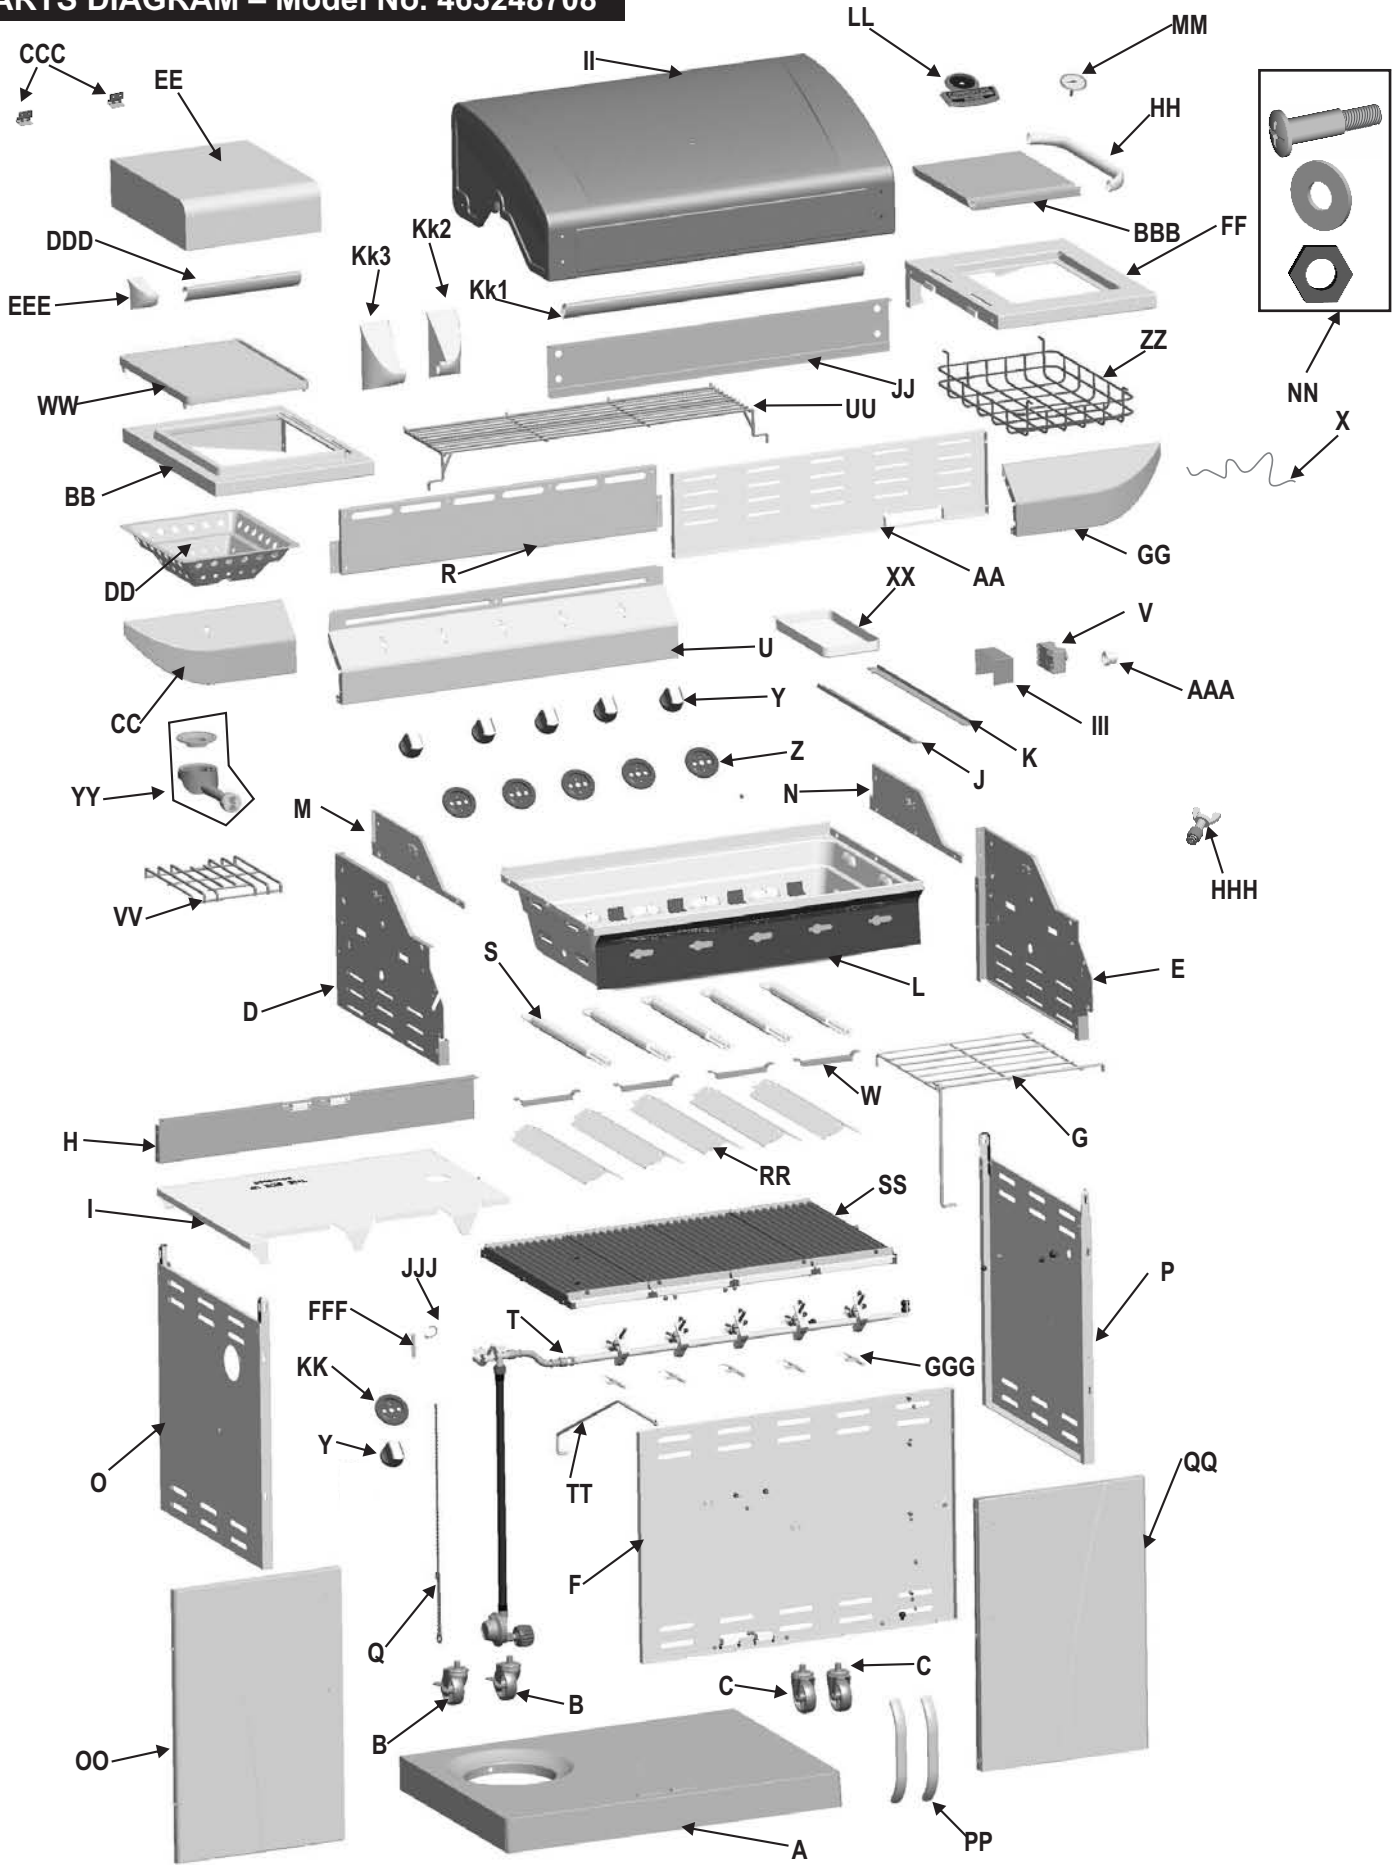 ARTS DIAGRAM – Model No. 463248708
LL
MM
CCC
EE
II
HH
DDD
Kk3
Kk2
BBB
FF
EEE
Kk1
ZZ
WW
JJ
UU
NN
X
BB
R
AA
GG
DD
XX
V
U
CC
Y
AAA
III
K
J
Z
YY
M
N
HHH
VV
S
L
E
D
W
G
H
RR
SS
I
JJJ
FFF
T
P
KK
GGG
Y
O
TT
QQ
F
Q
C
C
B
B
OO
PP
A